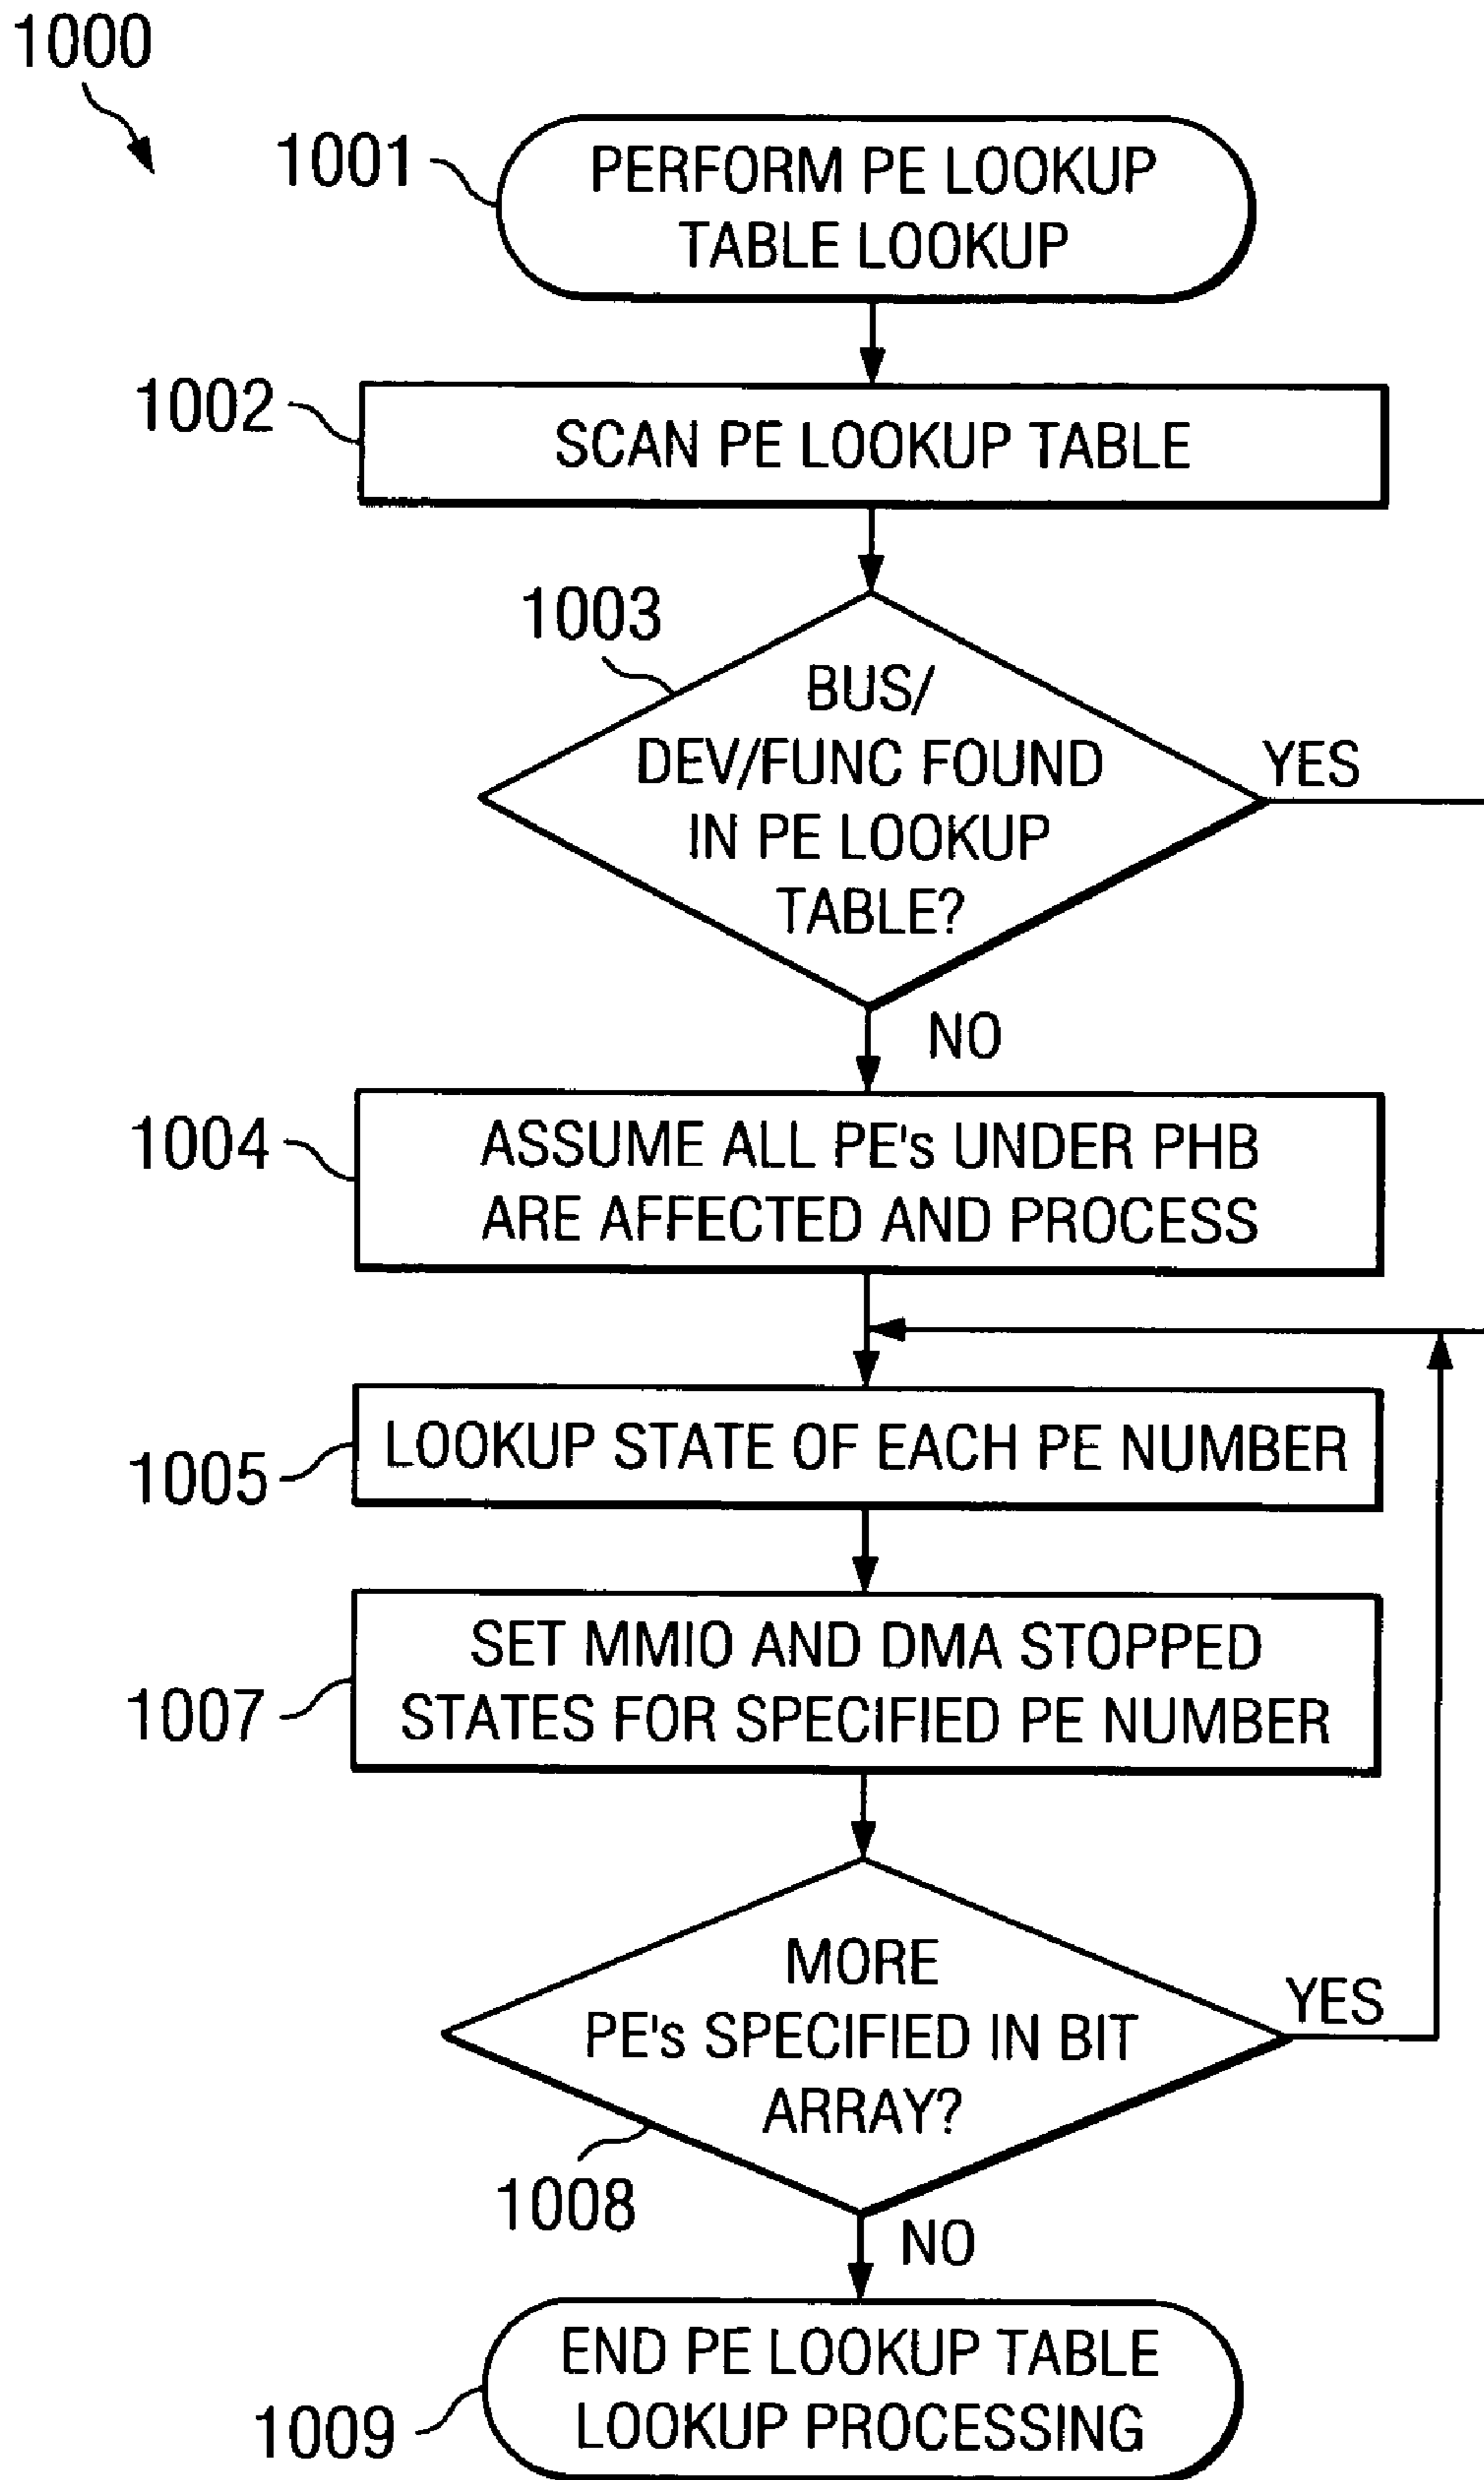 1000
1001
PERFORM PE LOOKUP
TABLE LOOKUP
1002
SCAN PE LOOKUP TABLE
1003
BUS/
DEV/FUNC FOUND
IN PE LOOKUP
TABLE?
YES
NO
1004
ASSUME ALL PE's UNDER PHB
ARE AFFECTED AND PROCESS
1005
LOOKUP STATE OF EACH PE NUMBER
1007
SET MMIO AND DMA STOPPED
STATES FOR SPECIFIED PE NUMBER
MORE
PE's SPECIFIED IN BIT
ARRAY?
YES
1008
NO
1009
END PE LOOKUP TABLE
LOOKUP PROCESSING